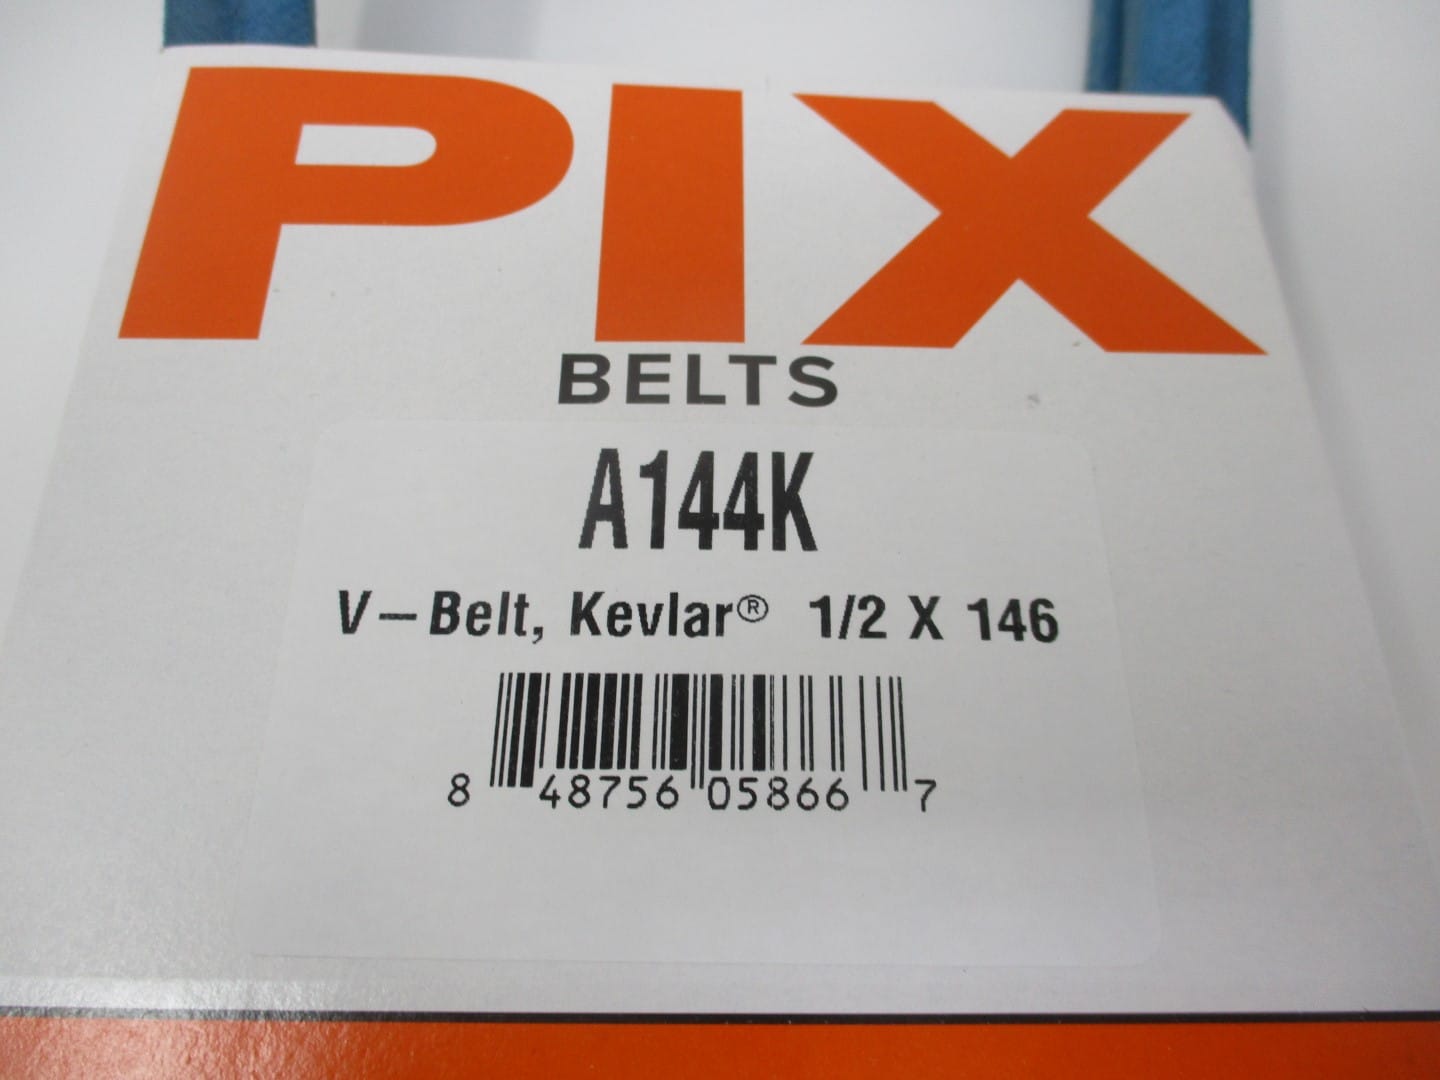 PIX
BELTS
A144K
V-Belt, Kevlar® 1/2 X 146
8 48756 05866 7